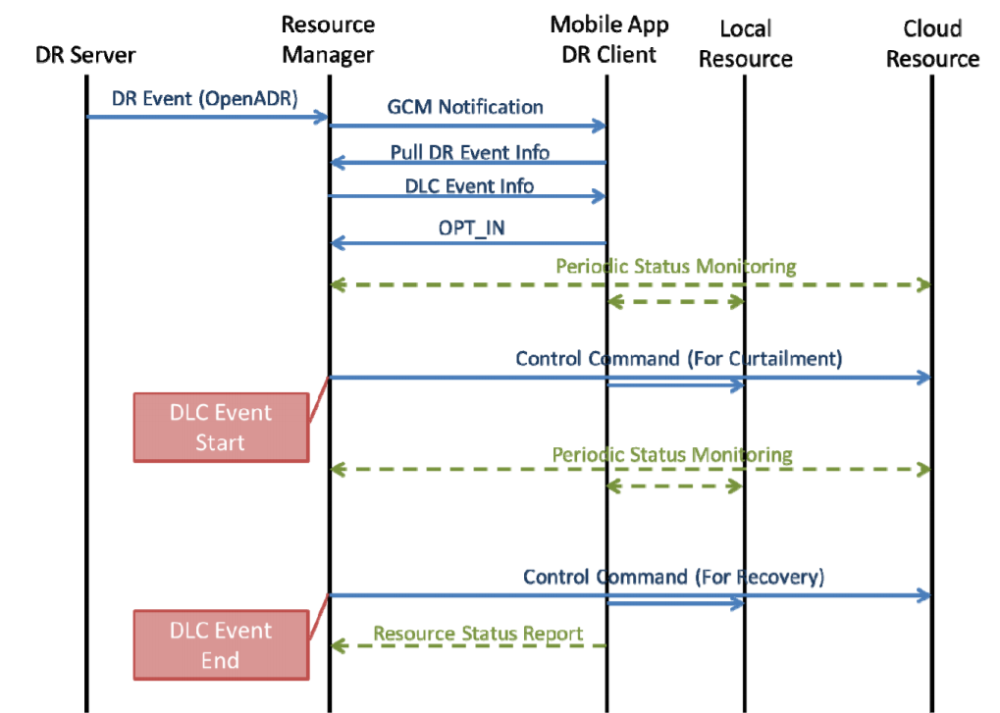 DR Server
Resource
Manager
Mobile App
DR Client
Local
Resource
Cloud
Resource
DR Event (OpenADR)
GCM Notification
Pull DR Event Info
DLC Event Info
OPT_IN
Periodic Status Monitoring
Control Command (For Curtailment)
DLC Event
Start
Periodic Status Monitoring
Control Command (For Recovery)
DLC Event
End
Resource Status Report